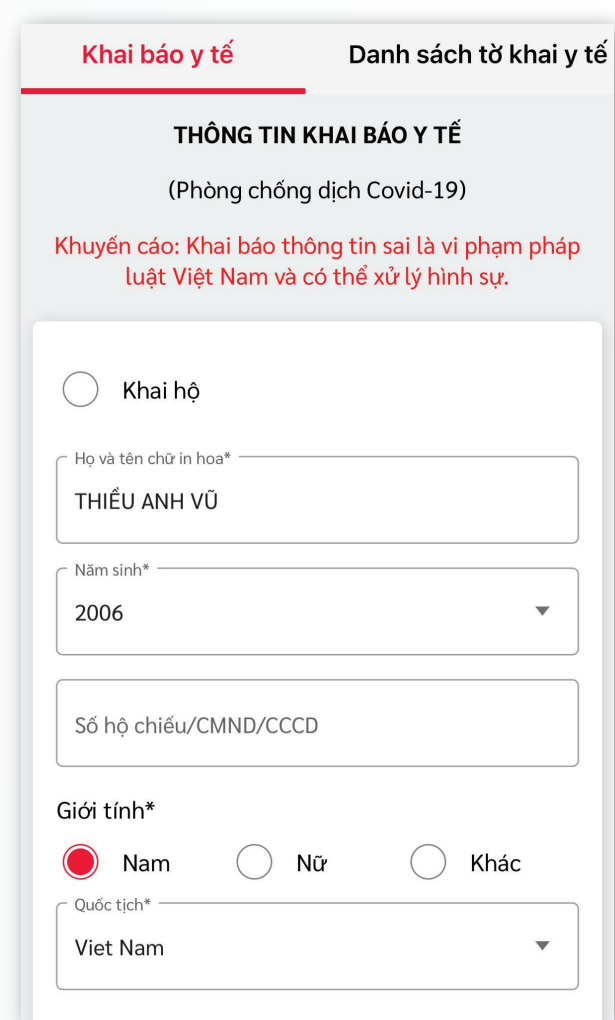 Khai báo y tế
Danh sách tờ khai y tế
THÔNG TIN KHAI BÁO Y TẾ
(Phòng chống dịch Covid-19)
Khuyến cáo: Khai báo thông tin sai là vi phạm pháp
luật Việt Nam và có thể xử lý hình sự.
Khai hộ
Họ và tên chữ in hoa*
THIỀU ANH VŨ
Năm sinh*
2006
Số hộ chiếu/CMND/CCCD
Giới tính*
Nam
Nữ
Khác
Quốc tịch*
Viet Nam